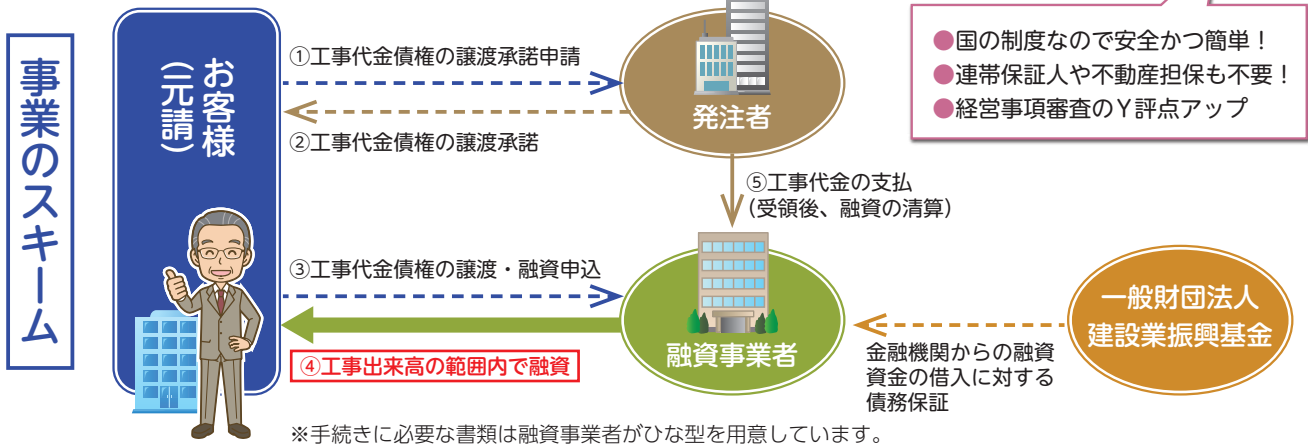 事業のスキーム
お客様
（元請）
①工事代金債権の譲渡承諾申請
②工事代金債権の譲渡承諾
発注者
●国の制度なので安全かつ簡単！
●連帯保証人や不動産担保も不要！
●経営事項審査のＹ評点アップ
⑤工事代金の支払
（受領後、融資の清算）
③工事代金債権の譲渡・融資申込
④工事出来高の範囲内で融資
融資事業者
一般財団法人
建設業振興基金
金融機関からの融資
資金の借入に対する
債務保証
※手続きに必要な書類は融資事業者がひな型を用意しています。